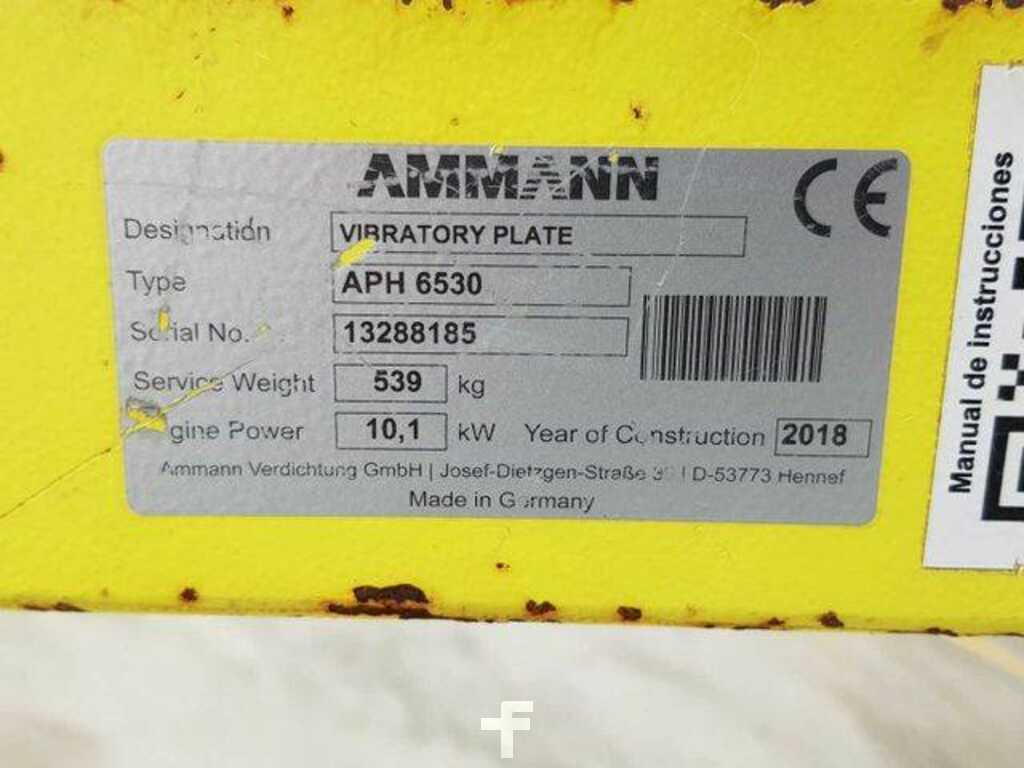 AMMANN
CE
Designation VIBRATORY PLATE
Type APH 6530
Serial No. 13288185
Service Weight 539 kg
Engine Power 10,1 kW Year of Construction 2018
Ammann Verdichtung GmbH | Josef-Dietzgen-Straße | D-53773 Hennef
Made in Germany
Manual de instrucciones